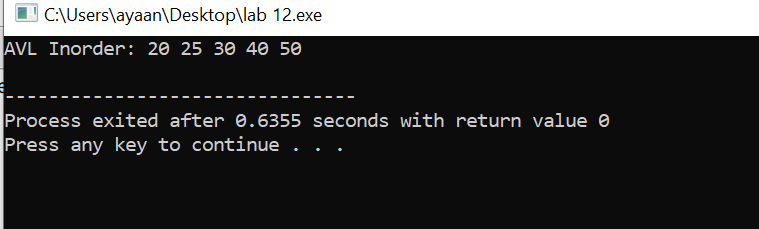 C:\Users\ayaan\Desktop\lab 12.exe
AVL Inorder: 20 25 30 40 50
--------------------------------
Process exited after 0.6355 seconds with return value 0
Press any key to continue . . .